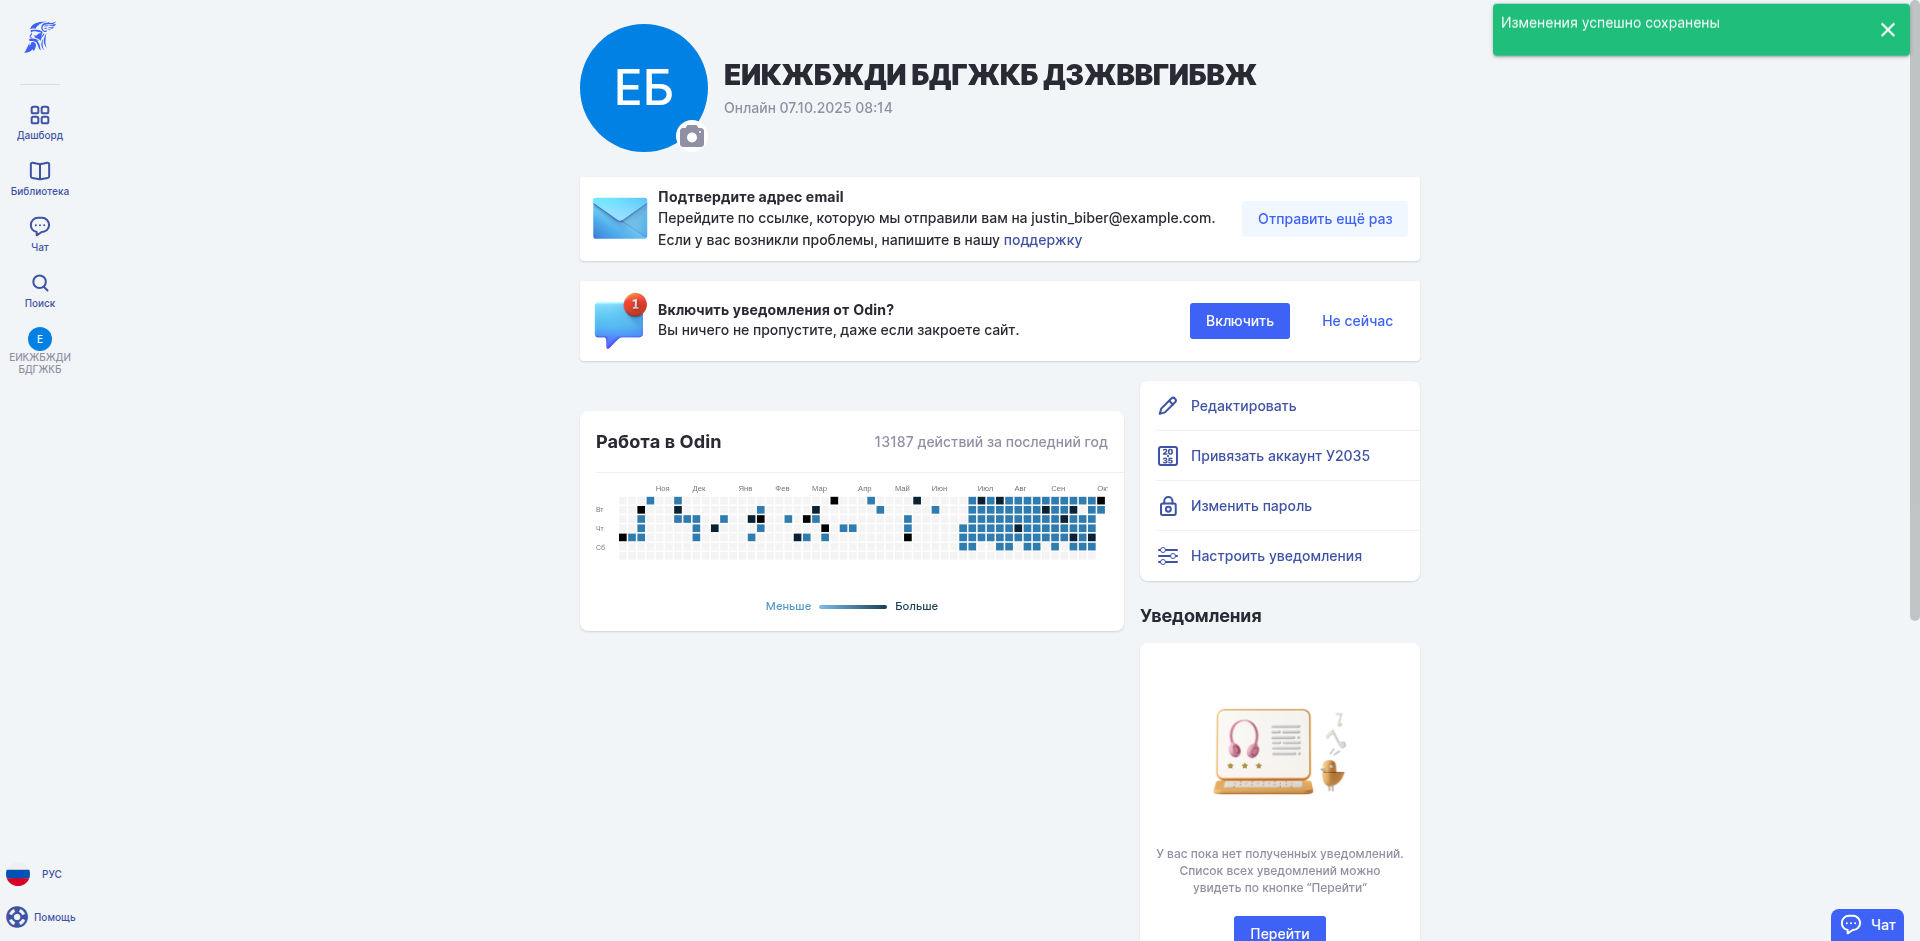 Изменения успешно сохранены
Дашборд
Библиотека
Чат
Поиск
Е
ЕИКЖБЖДИ
БДГЖКБ
РУС
Помощь
ЕБ
ЕИКЖБЖДИ БДГЖКБ ДЗЖВВГИБВЖ
Онлайн 07.10.2025 08:14
Подтвердите адрес email
Перейдите по ссылке, которую мы отправили вам на justin_biber@example.com.
Если у вас возникли проблемы, напишите в нашу поддержку
Отправить ещё раз
1
Включить уведомления от Odin?
Вы ничего не пропустите, даже если закроете сайт.
Включить
Не сейчас
Работа в Odin
13187 действий за последний год
Ноя Дек Янв Фев Мар Апр Май Июн Июл Авг Сен Ок
Вт
Чт
Сб
Меньше
Больше
Редактировать
20
35
Привязать аккаунт У2035
Изменить пароль
Настроить уведомления
Уведомления
У вас пока нет полученных уведомлений.
Список всех уведомлений можно
увидеть по кнопке “Перейти”
Перейти
Чат